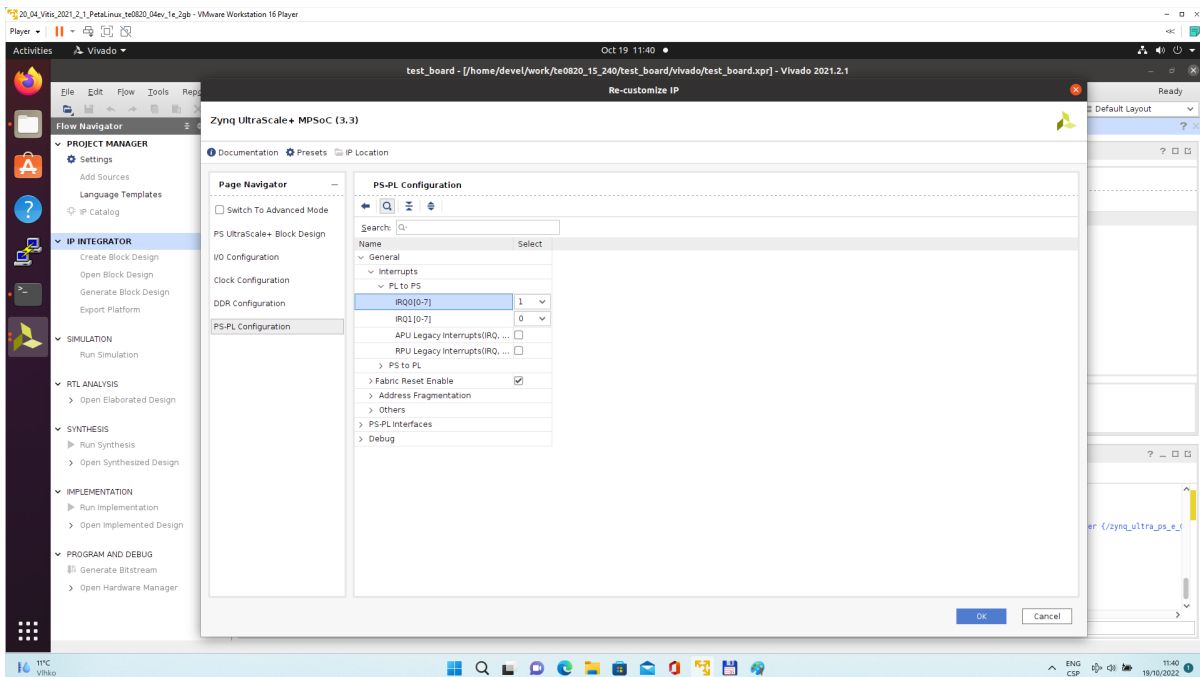 20_04_Vitis_2021_2_1_PetaLinux_te0820_04ev_1e_2gb - VMware Workstation 16 Player
Player
Activities
Vivado
Oct 19 11:40
test_board - [/home/devel/work/te0820_15_240/test_board/vivado/test_board.xpr] - Vivado 2021.2.1
Re-customize IP
File Edit Flow Tools
Ready
Default Layout
Flow Navigator
PROJECT MANAGER
Settings
Add Sources
Language Templates
IP Catalog
IP INTEGRATOR
Create Block Design
Open Block Design
Generate Block Design
Export Platform
SIMULATION
Run Simulation
RTL ANALYSIS
Open Elaborated Design
SYNTHESIS
Run Synthesis
Open Synthesized Design
IMPLEMENTATION
Run Implementation
Open Implemented Design
PROGRAM AND DEBUG
Generate Bitstream
Open Hardware Manager
Zynq UltraScale+ MPSoC (3.3)
Documentation Presets IP Location
Page Navigator
Switch To Advanced Mode
PS UltraScale+ Block Design
I/O Configuration
Clock Configuration
DDR Configuration
PS-PL Configuration
PS-PL Configuration
Search:
Name Select
General
Interrupts
PL to PS
IRQ0[0-7] 1
IRQ1[0-7] 0
APU Legacy Interrupts(IRQ, ...
RPU Legacy Interrupts(IRQ, ...
PS to PL
Fabric Reset Enable
Address Fragmentation
Others
PS-PL Interfaces
Debug
er {/zynq_ultra_ps_e_
OK Cancel
11°C
Vlhko
ENG
CSP
11:40
19/10/2022
1